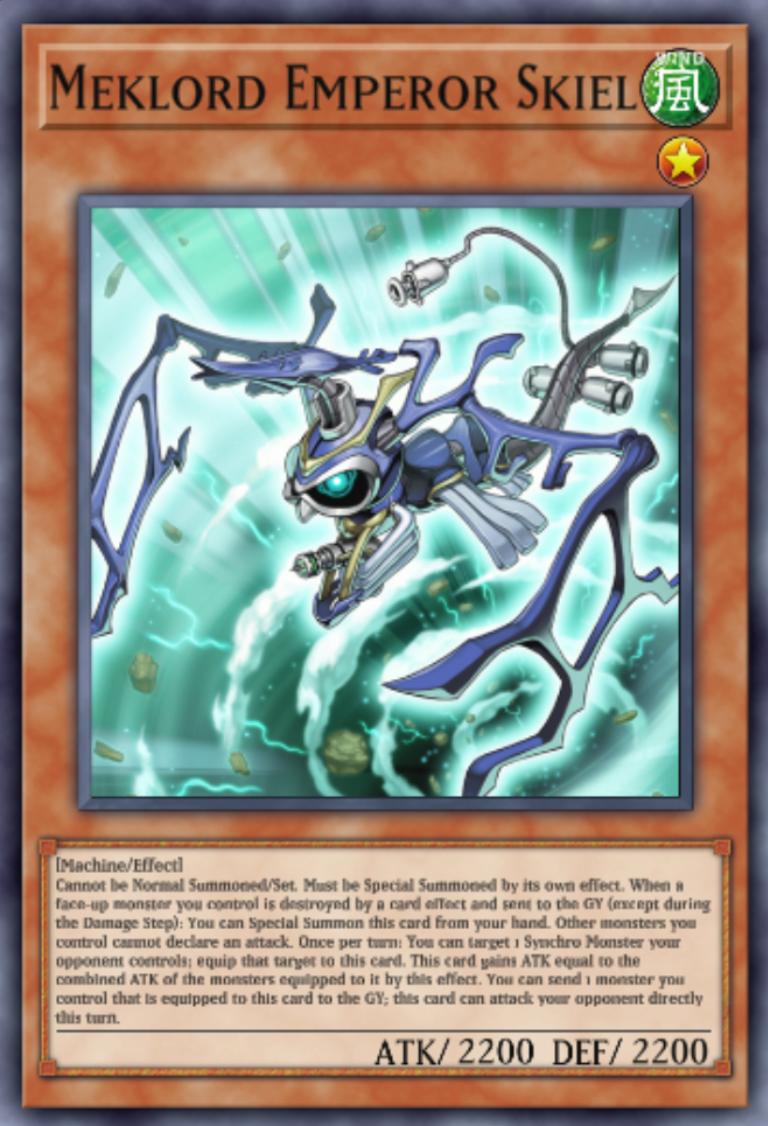 MEKLORD EMPEROR SKIEL
WIND
風
[Machine/Effect]
Cannot be Normal Summoned/Set. Must be Special Summoned by its own effect. When a
face-up monster you control is destroyed by a card effect and sent to the GY (except during
the Damage Step): You can Special Summon this card from your hand. Other monsters you
control cannot declare an attack. Once per turn: You can target 1 Synchro Monster your
opponent controls; equip that target to this card. This card gains ATK equal to the
combined ATK of the monsters equipped to it by this effect. You can send 1 monster you
control that is equipped to this card to the GY; this card can attack your opponent directly
this turn.
ATK/ 2200 DEF/ 2200